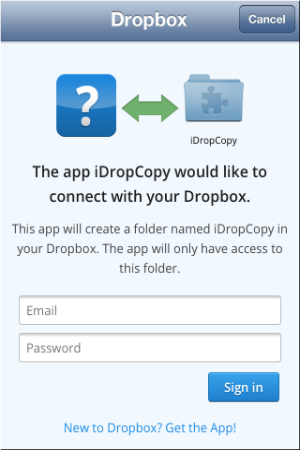 Dropbox
Cancel
?
iDropCopy
The app iDropCopy would like to
connect with your Dropbox.
This app will create a folder named iDropCopy in
your Dropbox. The app will only have access to
this folder.
Email
Password
Sign in
New to Dropbox? Get the App!